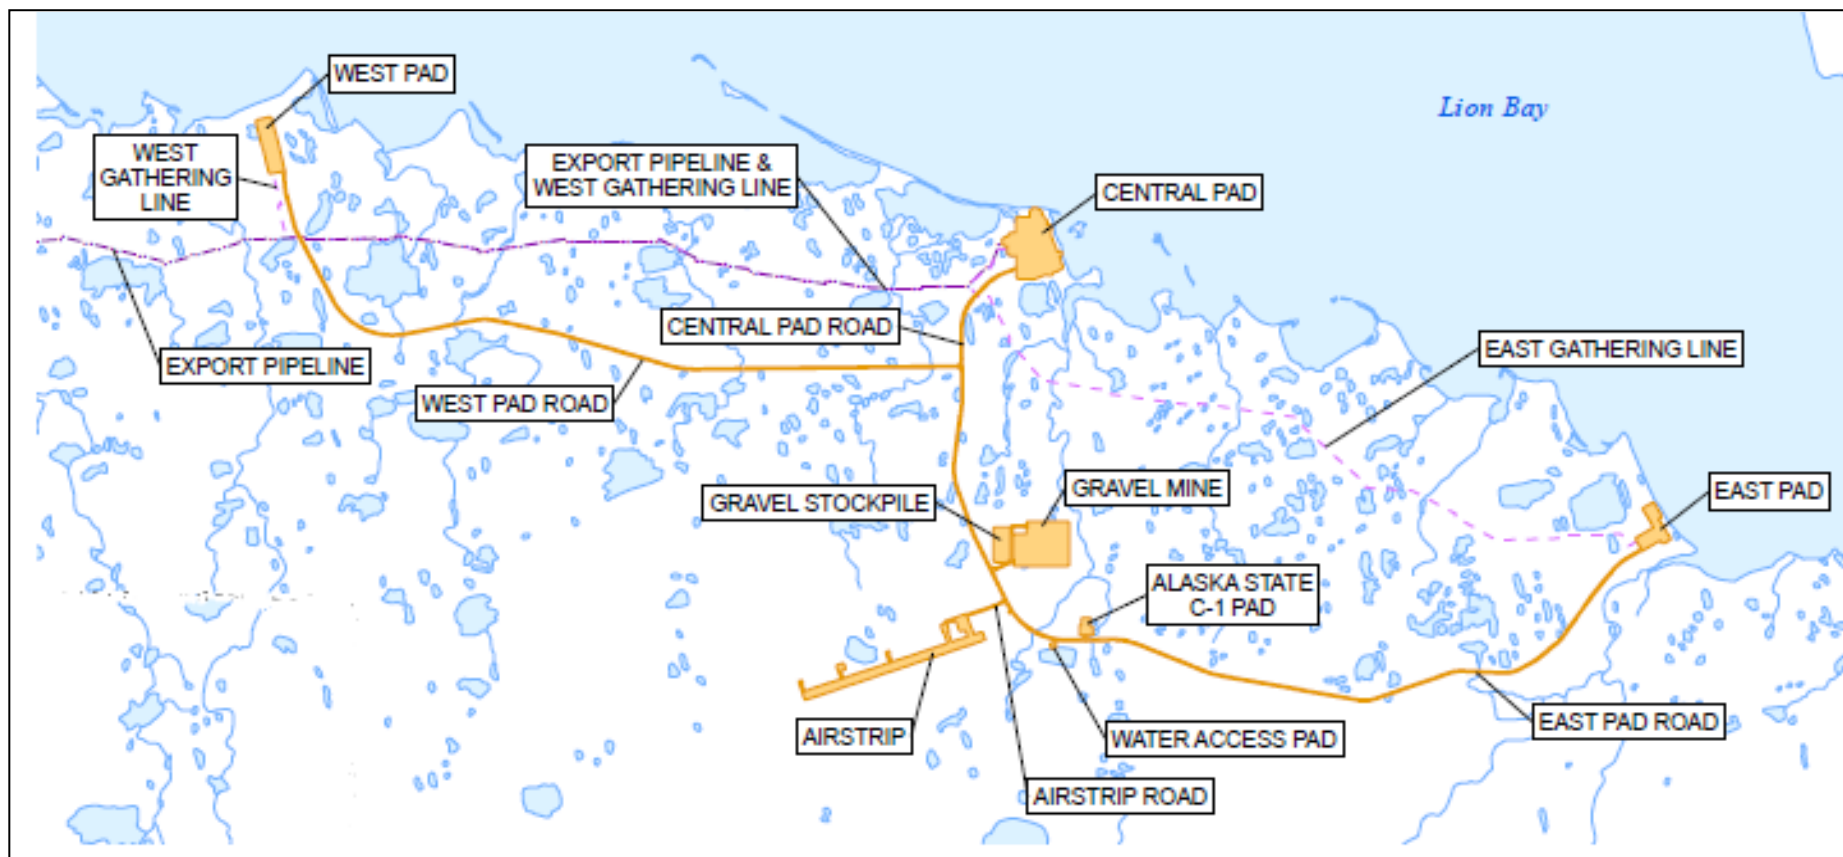 WEST PAD
Lion Bay
WEST
GATHERING
LINE
EXPORT PIPELINE &
WEST GATHERING LINE
CENTRAL PAD
CENTRAL PAD ROAD
EXPORT PIPELINE
EAST GATHERING LINE
WEST PAD ROAD
GRAVEL STOCKPILE
GRAVEL MINE
EAST PAD
ALASKA STATE
C-1 PAD
AIRSTRIP
WATER ACCESS PAD
EAST PAD ROAD
AIRSTRIP ROAD